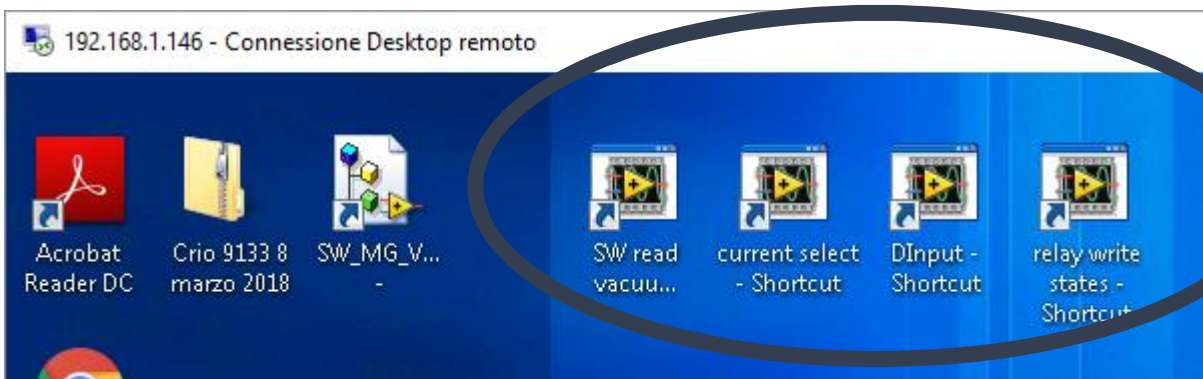 192.168.1.146 - Connessione Desktop remoto
Acrobat
Reader DC
Crio 9133 8
marzo 2018
SW_MG_V...
-
SW read
vacuu...
current select
- Shortcut
DInput -
Shortcut
relay write
states -
Shortcut